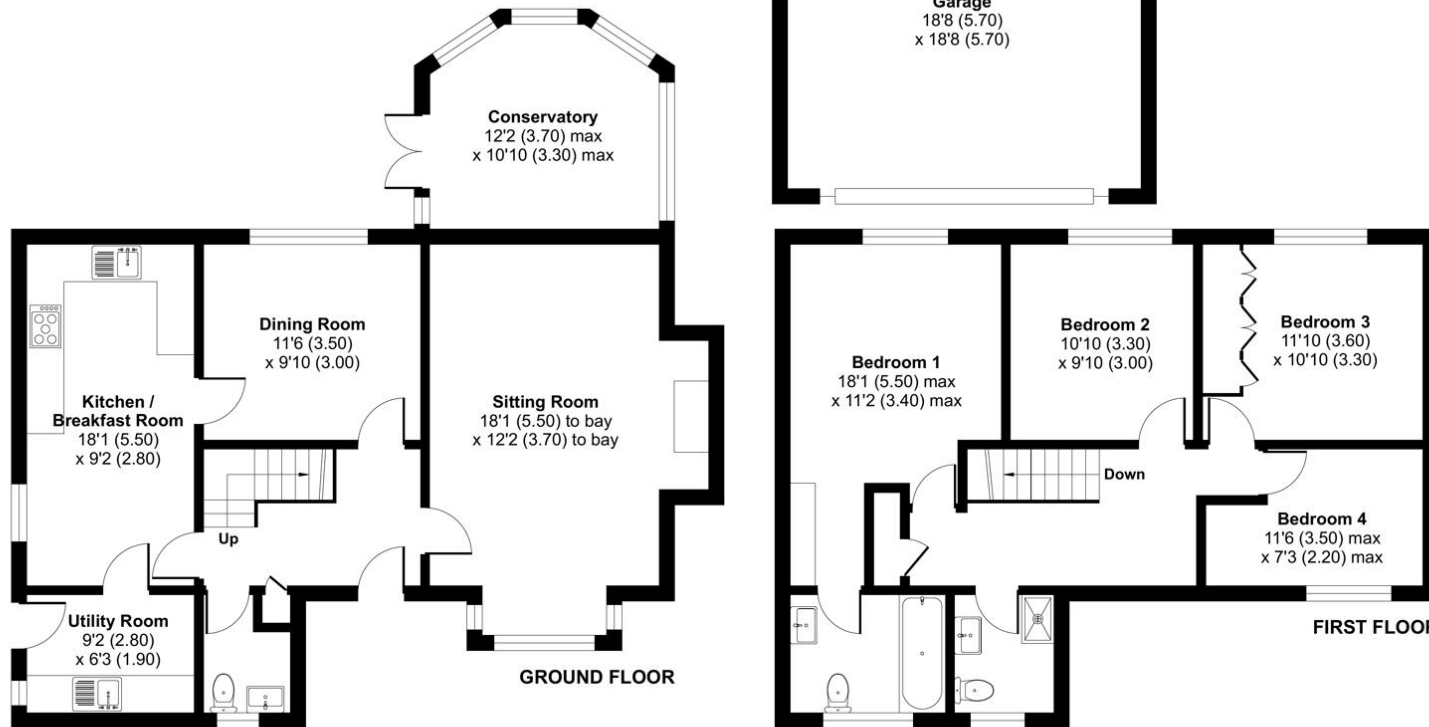 Garage
18'8 (5.70)
x 18'8 (5.70)
Conservatory
12'2 (3.70) max
x 10'10 (3.30) max
Dining Room
11'6 (3.50)
x 9'10 (3.00)
Kitchen /
Breakfast Room
18'1 (5.50)
x 9'2 (2.80)
Sitting Room
18'1 (5.50) to bay
x 12'2 (3.70) to bay
Up
Utility Room
9'2 (2.80)
x 6'3 (1.90)
GROUND FLOOR
Bedroom 1
18'1 (5.50) max
x 11'2 (3.40) max
Bedroom 2
10'10 (3.30)
x 9'10 (3.00)
Bedroom 3
11'10 (3.60)
x 10'10 (3.30)
Down
Bedroom 4
11'6 (3.50) max
x 7'3 (2.20) max
FIRST FLOOR